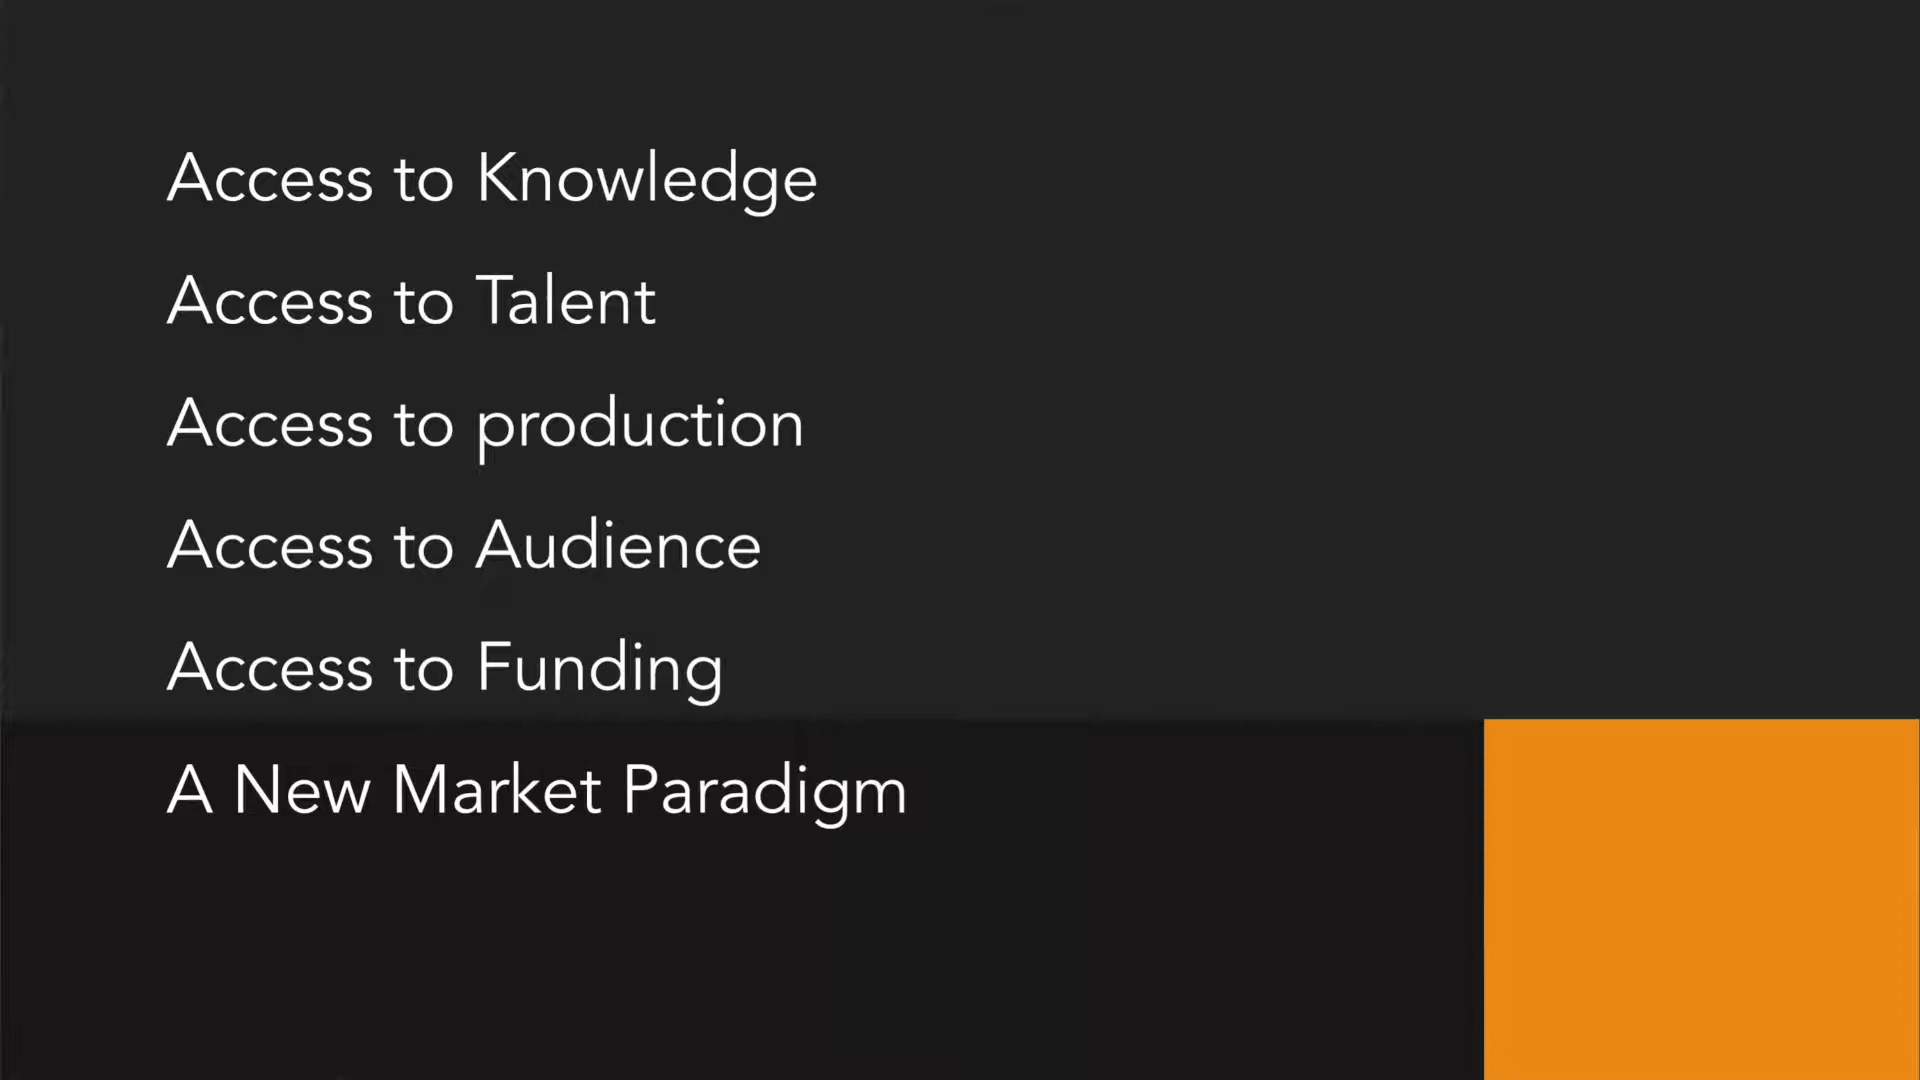 Access to Knowledge
Access to Talent
Access to production
Access to Audience
Access to Funding
A New Market Paradigm